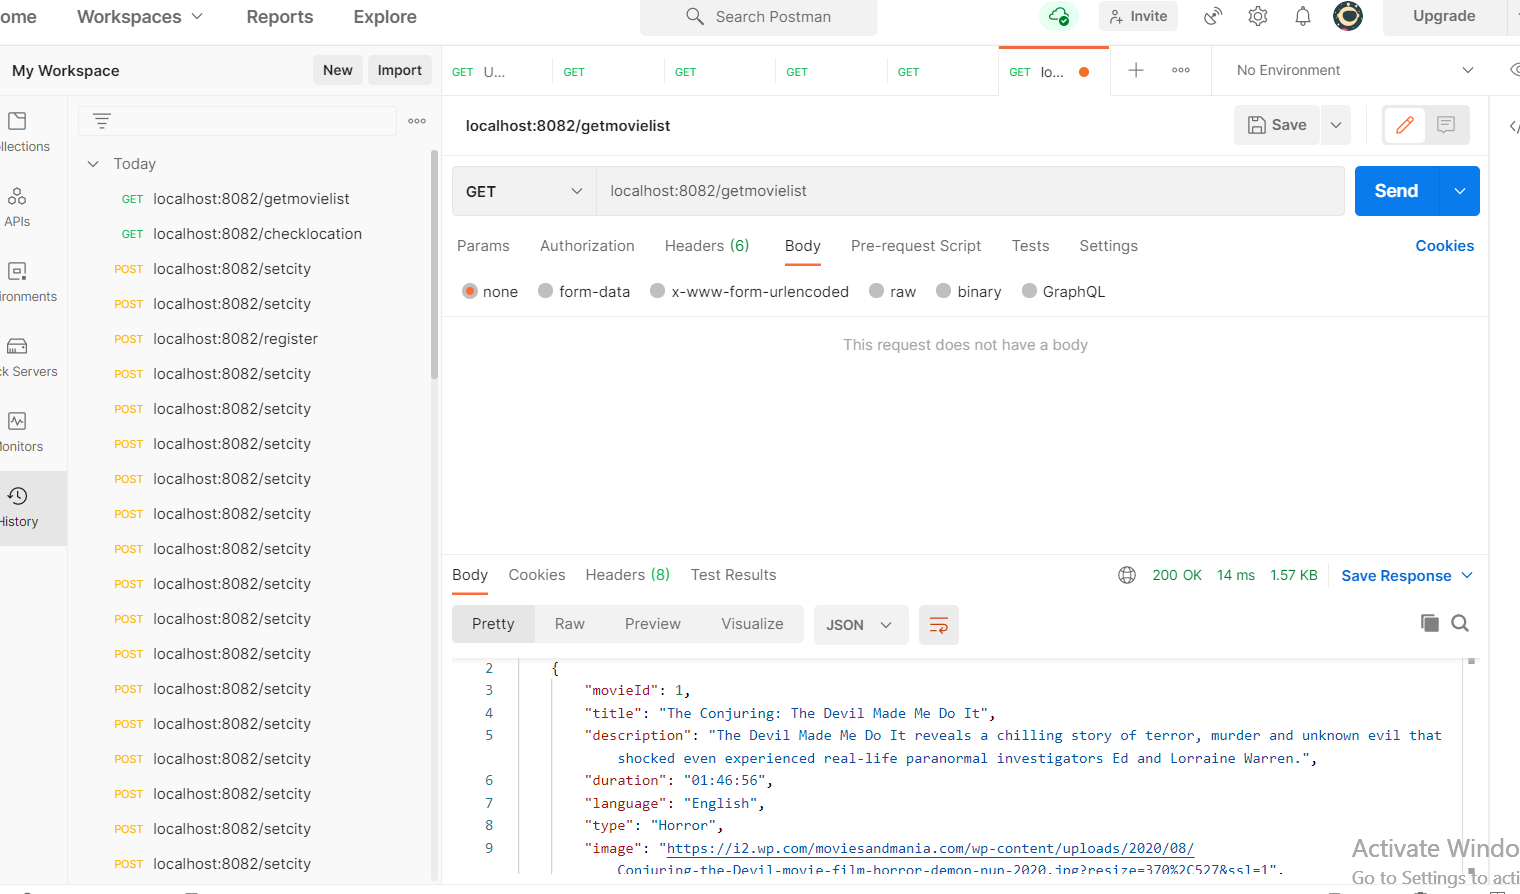 ome Workspaces Reports Explore Search Postman Invite Upgrade
My Workspace New Import GET U... GET GET GET GET GET lo... No Environment
localhost:8082/getmovielist Save
llections
Today
GET localhost:8082/getmovielist GET localhost:8082/getmovielist Send
APIs
GET localhost:8082/checklocation Params Authorization Headers (6) Body Pre-request Script Tests Settings Cookies
POST localhost:8082/setcity
ironments none form-data x-www-form-urlencoded raw binary GraphQL
POST localhost:8082/setcity
POST localhost:8082/register This request does not have a body
ck Servers POST localhost:8082/setcity
POST localhost:8082/setcity
onitors POST localhost:8082/setcity
POST localhost:8082/setcity
History POST localhost:8082/setcity
POST localhost:8082/setcity
POST localhost:8082/setcity Body Cookies Headers (8) Test Results 200 OK 14 ms 1.57 KB Save Response
POST localhost:8082/setcity Pretty Raw Preview Visualize JSON
POST localhost:8082/setcity 2 {
POST localhost:8082/setcity 3 "movieId": 1,
POST localhost:8082/setcity 4 "title": "The Conjuring: The Devil Made Me Do It",
5 "description": "The Devil Made Me Do It reveals a chilling story of terror, murder and unknown evil that
POST localhost:8082/setcity shocked even experienced real-life paranormal investigators Ed and Lorraine Warren.",
POST localhost:8082/setcity 6 "duration": "01:46:56",
7 "language": "English",
POST localhost:8082/setcity 8 "type": "Horror",
9 "image": "https://i2.wp.com/moviesandmania.com/wp-content/uploads/2020/08/
POST localhost:8082/setcity Conjuring-the-Devil-movie-film-horror-demon-nun-2020.jpg?resize=370%2C527&ssl=1",
Activate Windo
Go to Settings to acti